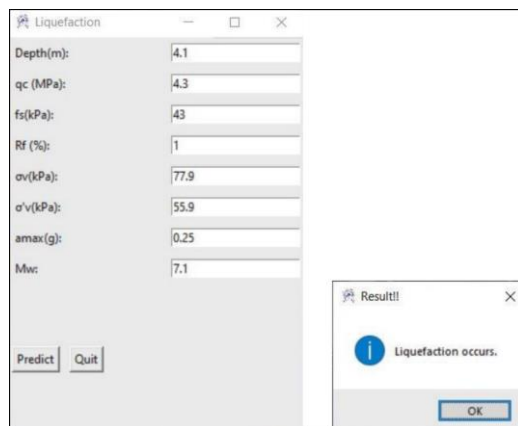 Liquefaction
Depth(m): 4.1
qc (MPa): 4.3
fs(kPa): 43
Rf (%): 1
σv(kPa): 77.9
σ'v(kPa): 55.9
amax(g): 0.25
Mw: 7.1
Predict Quit
Result!!
Liquefaction occurs.
OK